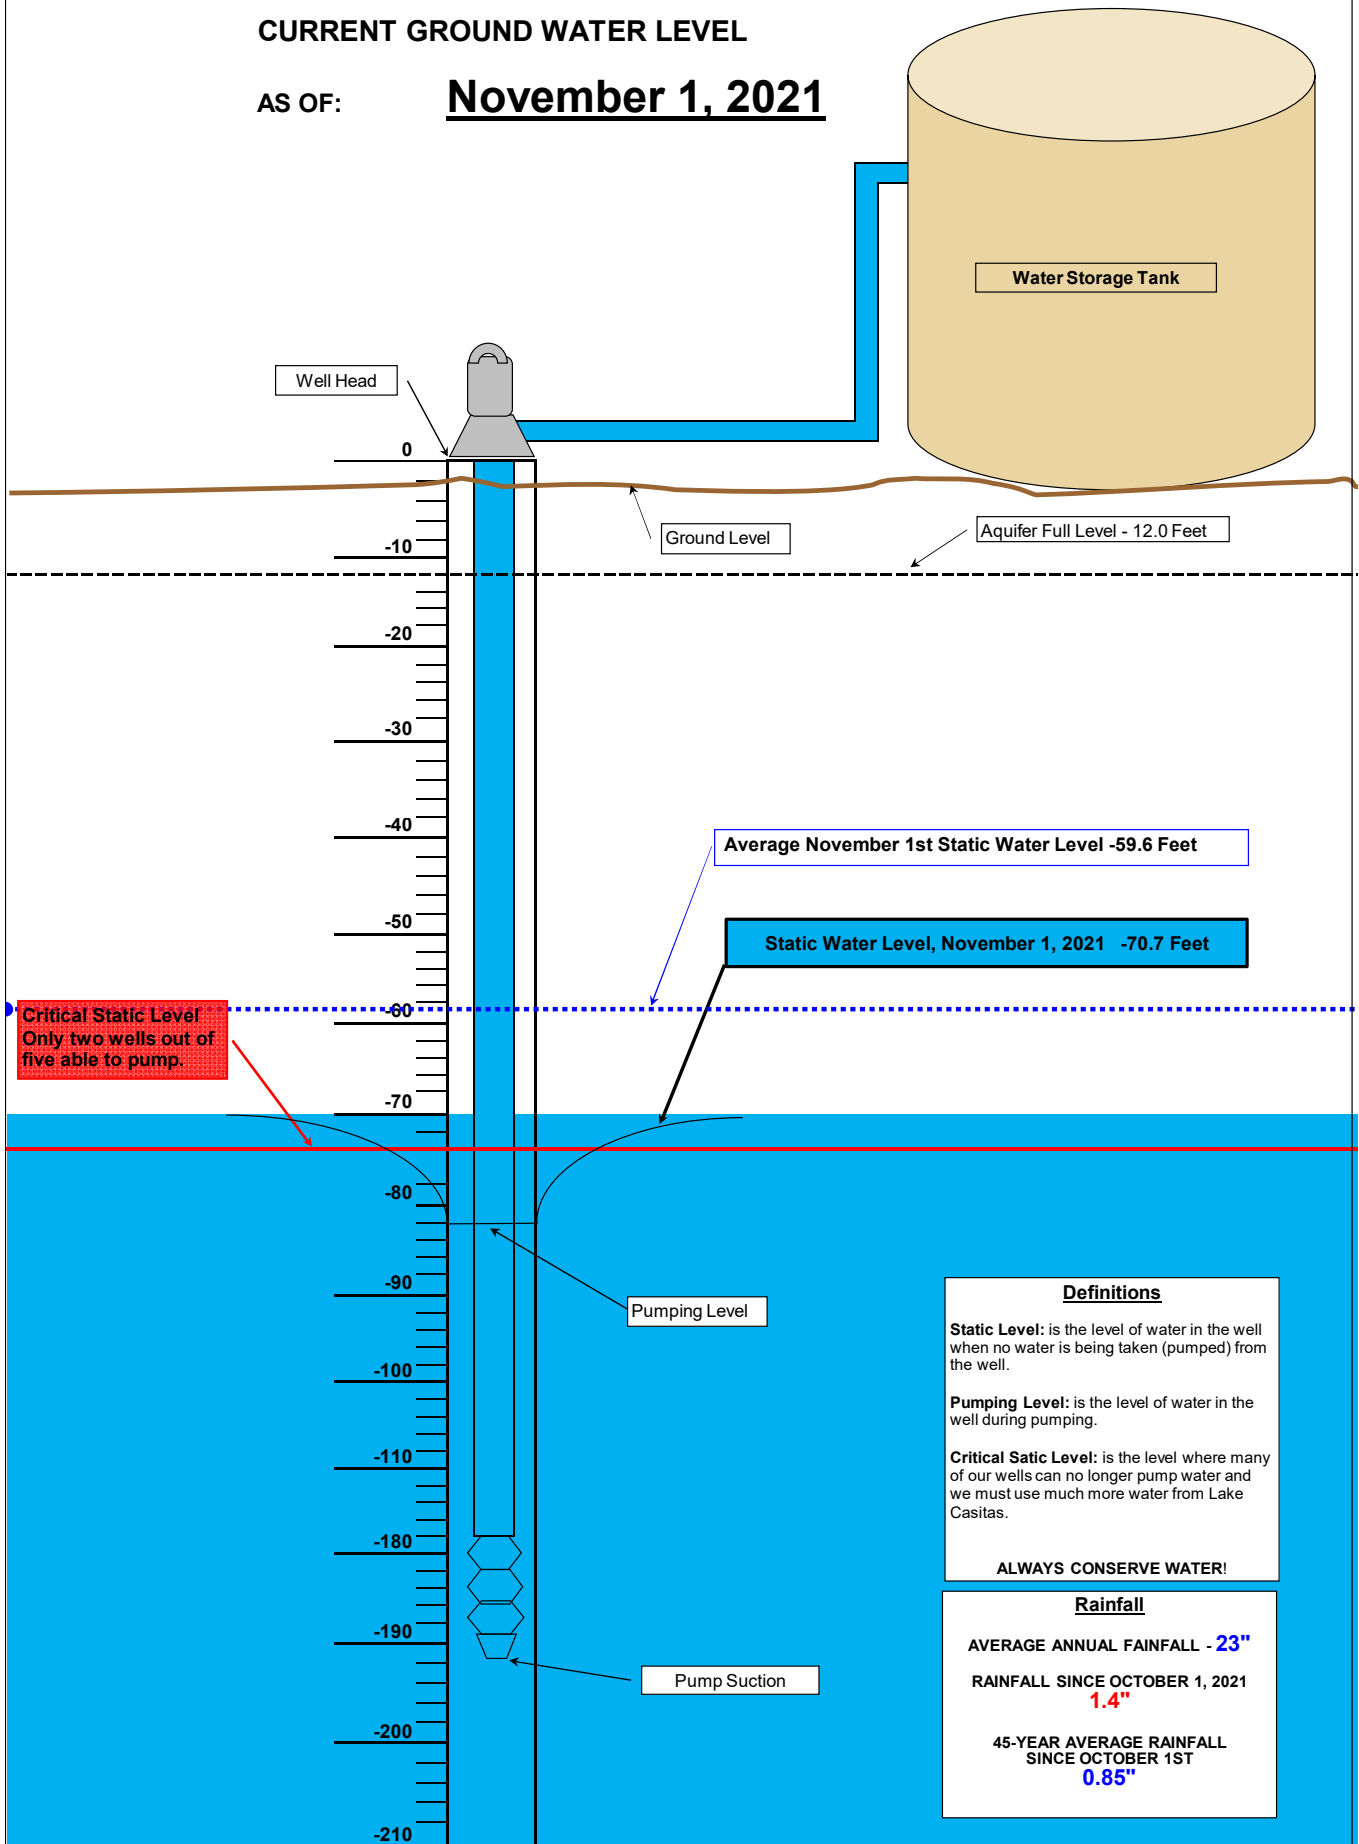 CURRENT GROUND WATER LEVEL
AS OF: November 1, 2021
Water Storage Tank
Well Head
0
Ground Level
Aquifer Full Level - 12.0 Feet
-10
-20
-30
-40
Average November 1st Static Water Level -59.6 Feet
-50
Static Water Level, November 1, 2021 -70.7 Feet
-60
Critical Static Level
Only two wells out of
five able to pump.
-70
-80
-90
Pumping Level
-100
-110
-180
-190
Pump Suction
-200
-210
Definitions
Static Level: is the level of water in the well
when no water is being taken (pumped) from
the well.
Pumping Level: is the level of water in the
well during pumping.
Critical Satic Level: is the level where many
of our wells can no longer pump water and
we must use much more water from Lake
Casitas.
ALWAYS CONSERVE WATER!
Rainfall
AVERAGE ANNUAL FAINFALL - 23"
RAINFALL SINCE OCTOBER 1, 2021
1.4"
45-YEAR AVERAGE RAINFALL
SINCE OCTOBER 1ST
0.85"